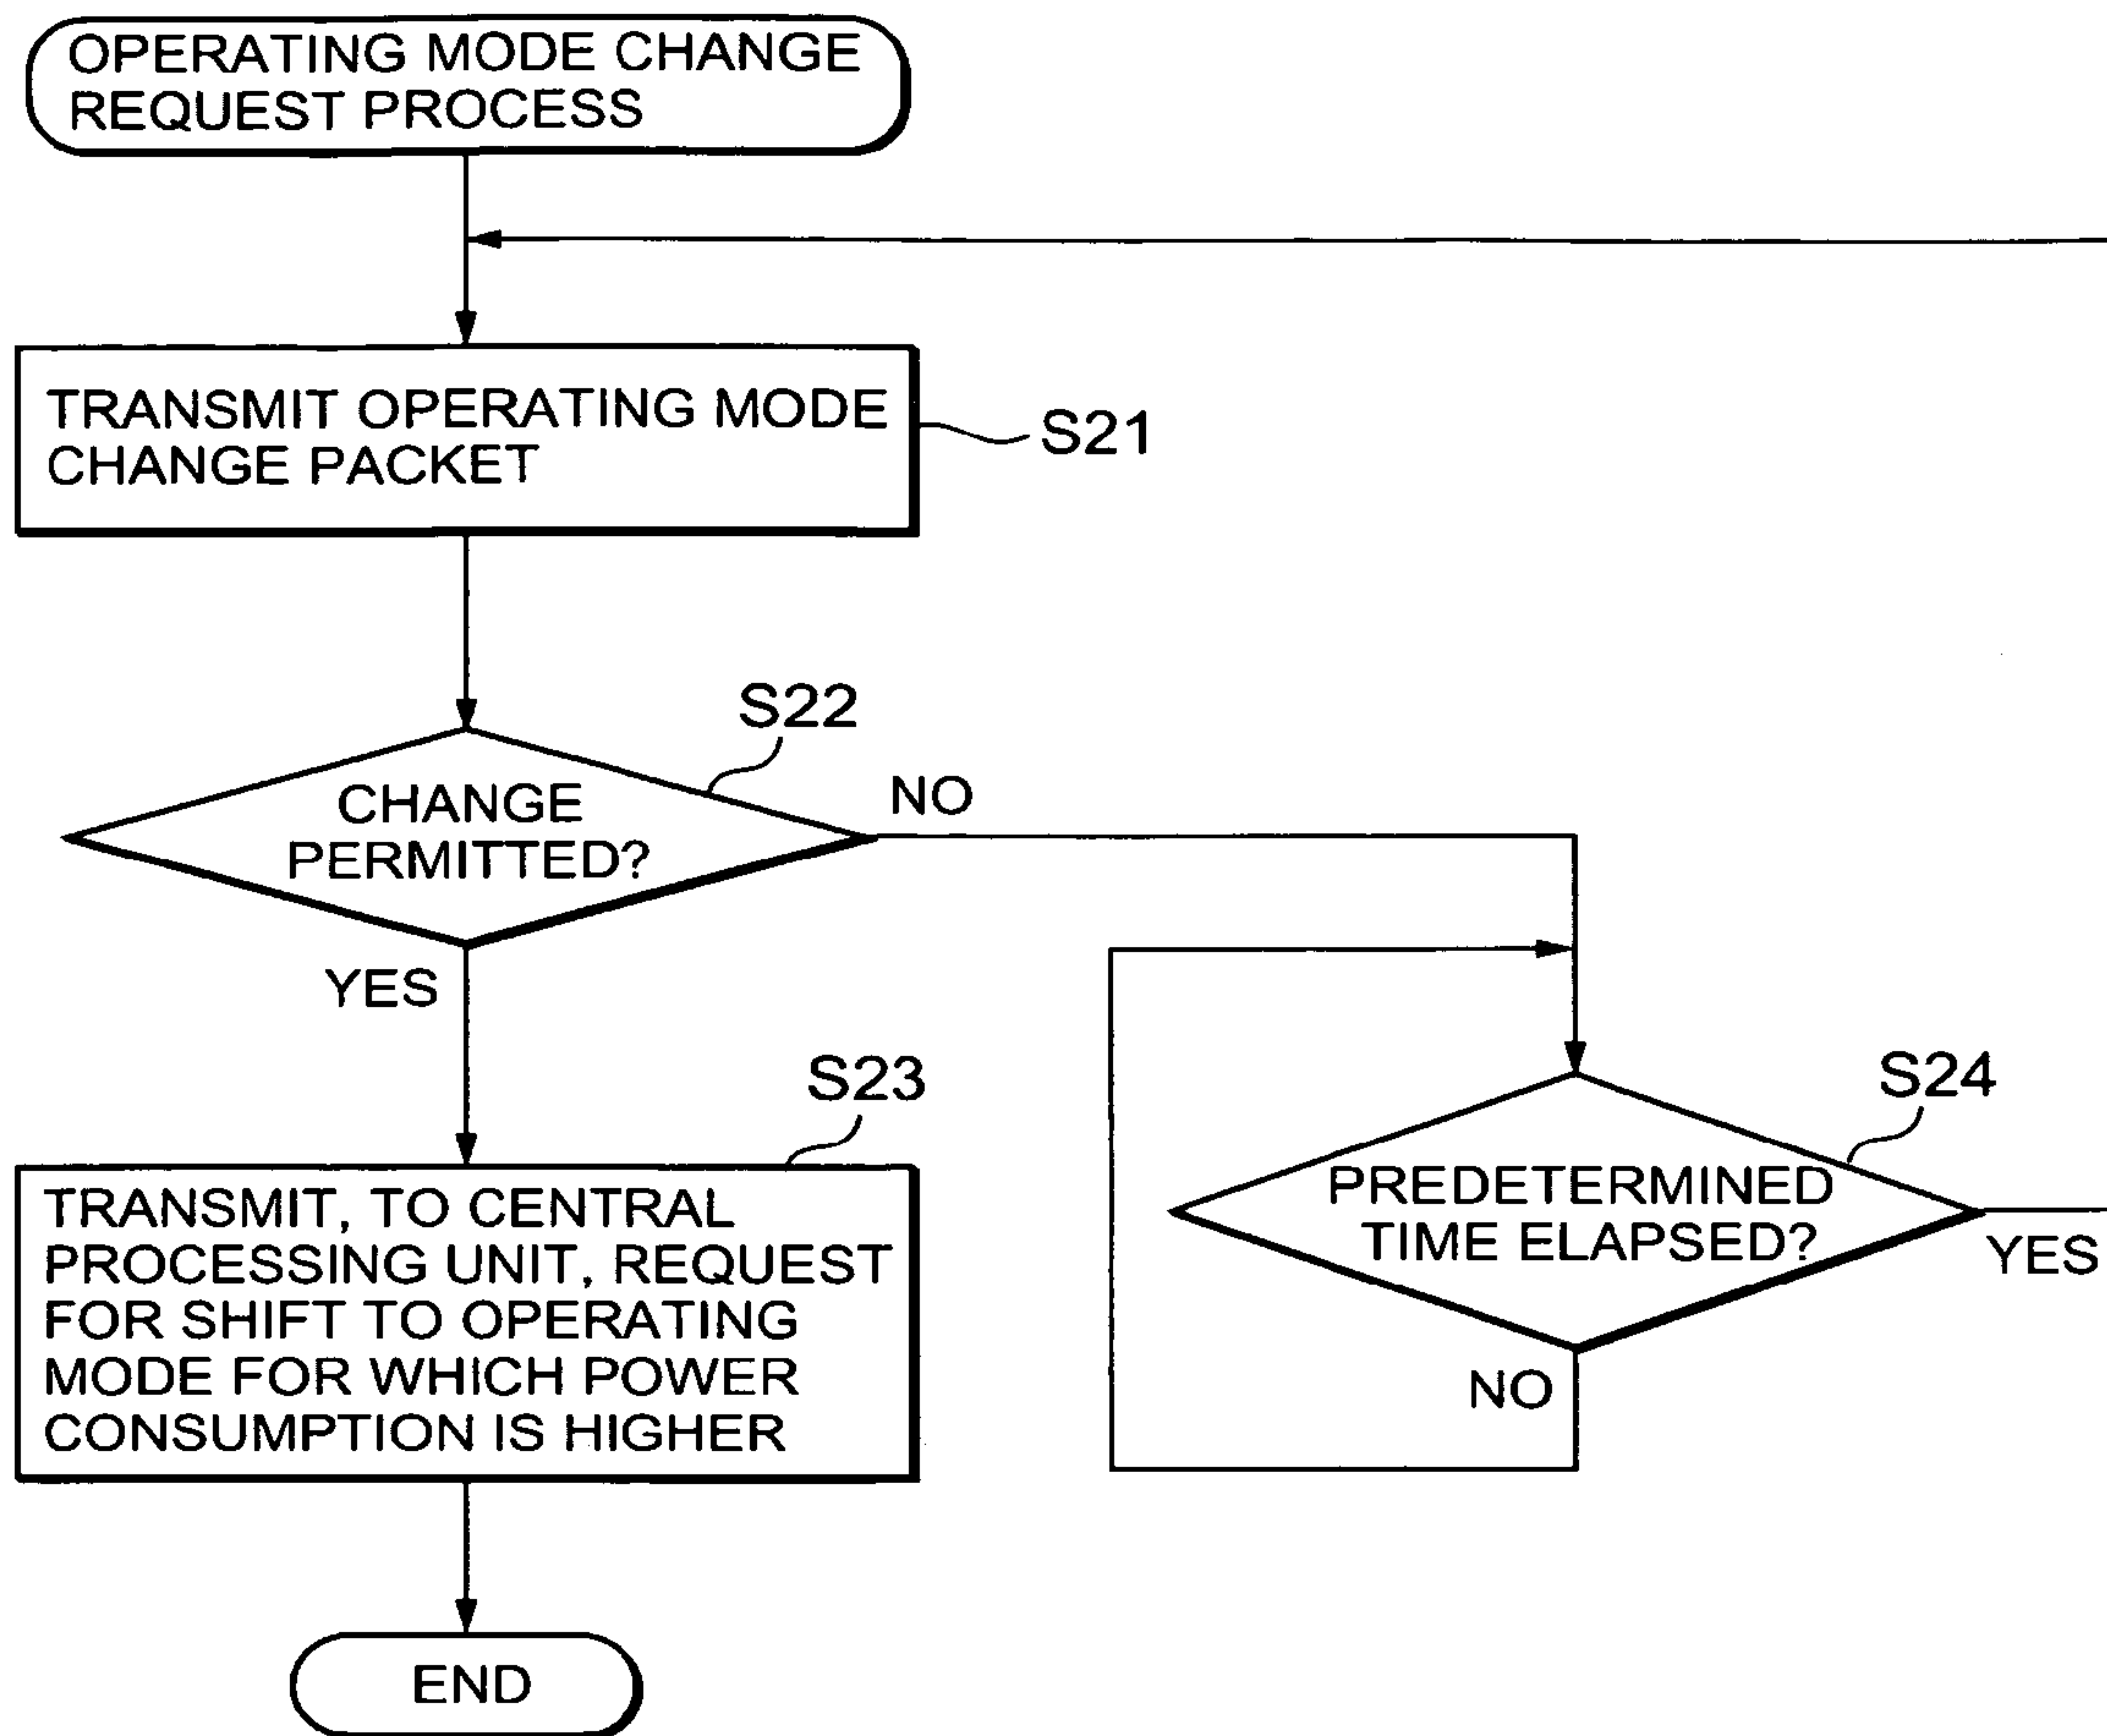 OPERATING MODE CHANGE
REQUEST PROCESS
TRANSMIT OPERATING MODE
CHANGE PACKET
S21
S22
CHANGE
PERMITTED?
NO
YES
S23
TRANSMIT, TO CENTRAL
PROCESSING UNIT, REQUEST
FOR SHIFT TO OPERATING
MODE FOR WHICH POWER
CONSUMPTION IS HIGHER
S24
PREDETERMINED
TIME ELAPSED?
YES
NO
END